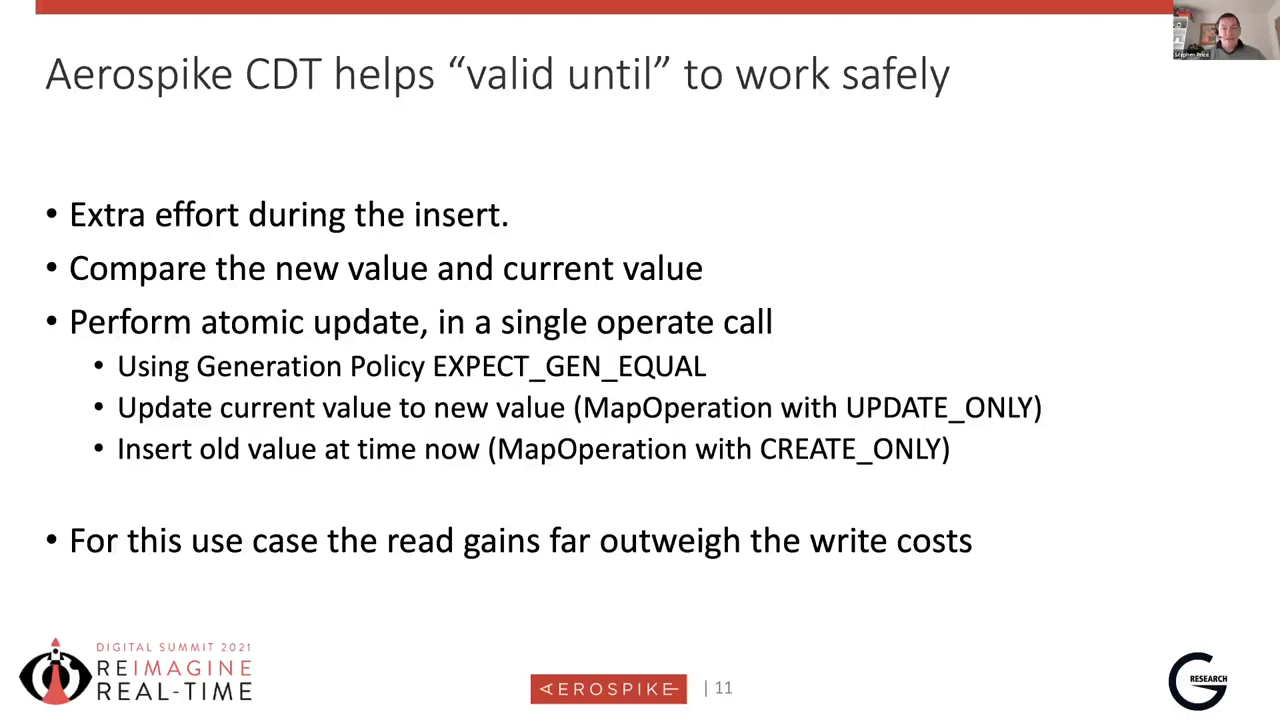 Stephen Price
Aerospike CDT helps “valid until” to work safely
• Extra effort during the insert.
• Compare the new value and current value
• Perform atomic update, in a single operate call
• Using Generation Policy EXPECT_GEN_EQUAL
• Update current value to new value (MapOperation with UPDATE_ONLY)
• Insert old value at time now (MapOperation with CREATE_ONLY)
• For this use case the read gains far outweigh the write costs
DIGITAL SUMMIT 2021
REIMAGINE
REAL-TIME
AEROSPIKE
| 11
G RESEARCH